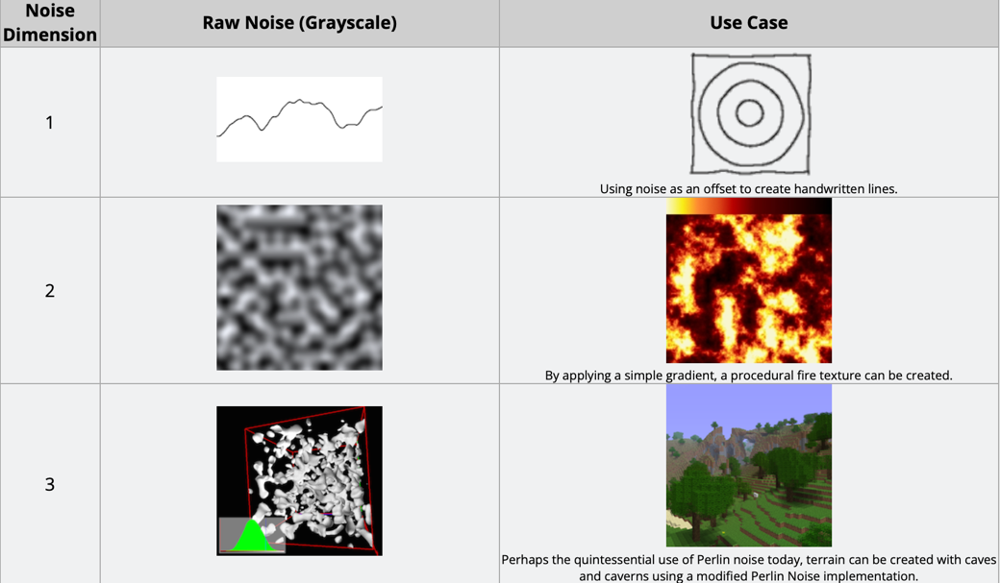 Noise
Dimension
Raw Noise (Grayscale)
Use Case
1
Using noise as an offset to create handwritten lines.
2
By applying a simple gradient, a procedural fire texture can be created.
3
Perhaps the quintessential use of Perlin noise today, terrain can be created with caves
and caverns using a modified Perlin Noise implementation.